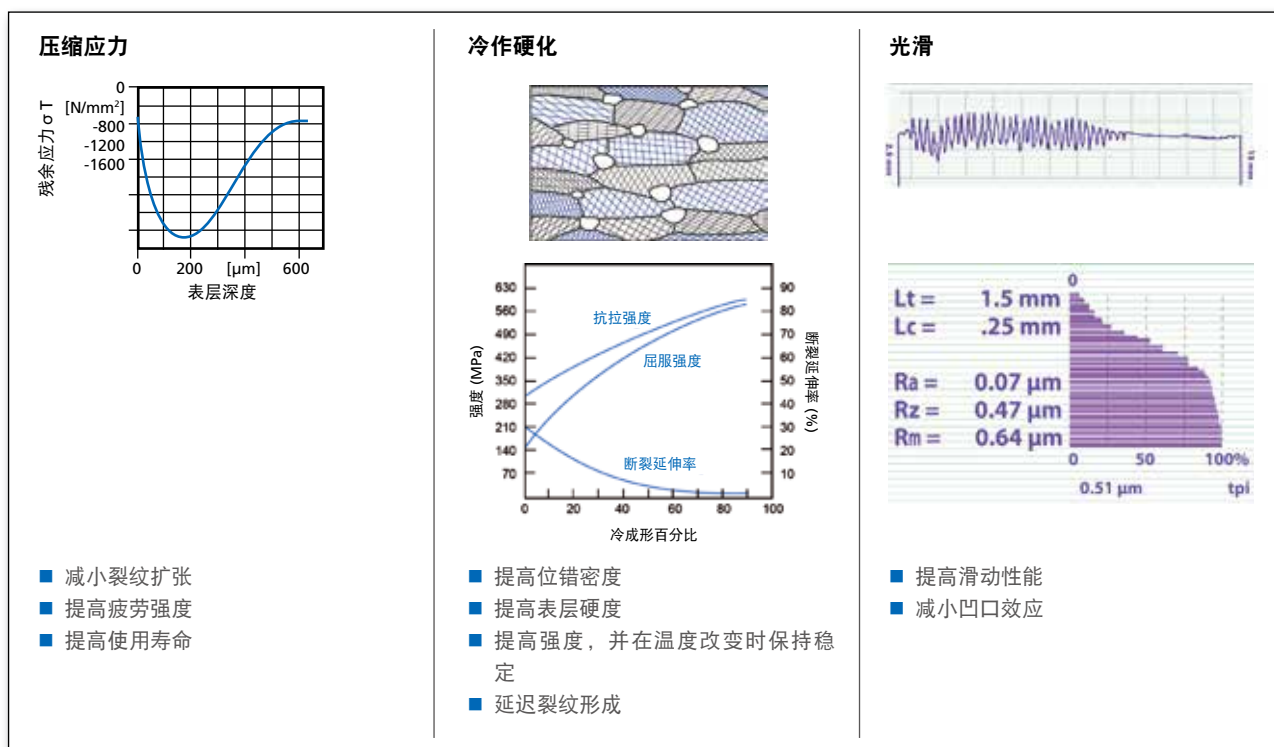 压缩应力
0
[N/mm²]
-800
-1200
-1600
残余应力 σ T
0 200 [µm] 600
表层深度
减小裂纹扩张
提高疲劳强度
提高使用寿命
冷作硬化
630
560
490
420
350
280
210
140
70
强度 (MPa)
抗拉强度
屈服强度
断裂延伸率
90
80
70
60
50
40
30
20
10
断裂延伸率 (%)
0 20 40 60 80 100
冷成形百分比
提高位错密度
提高表层硬度
提高强度，并在温度改变时保持稳
定
延迟裂纹形成
光滑
Lt = 1.5 mm
Lc = .25 mm
Ra = 0.07 µm
Rz = 0.47 µm
Rm = 0.64 µm
0
0 50 100%
0.51 µm tpi
提高滑动性能
减小凹口效应